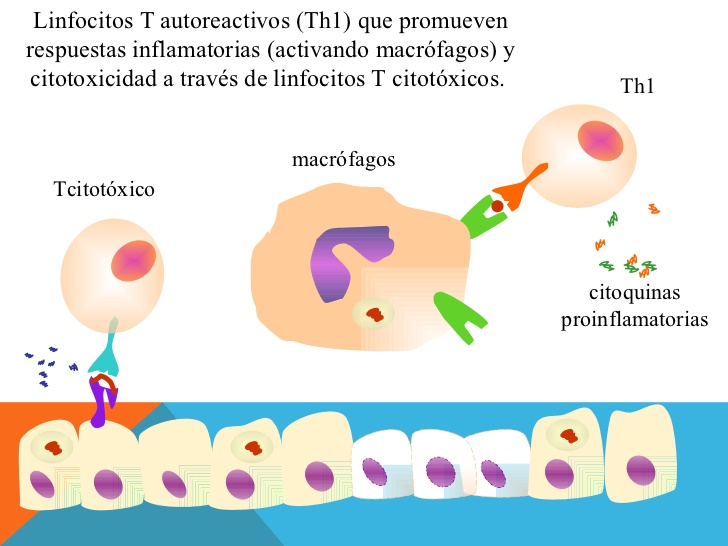 Linfocitos T autoreactivos (Th1) que promueven
respuestas inflamatorias (activando macrófagos) y
citotoxicidad a través de linfocitos T citotóxicos.
Th1
macrófagos
Tcitotóxico
citoquinas
proinflamatorias